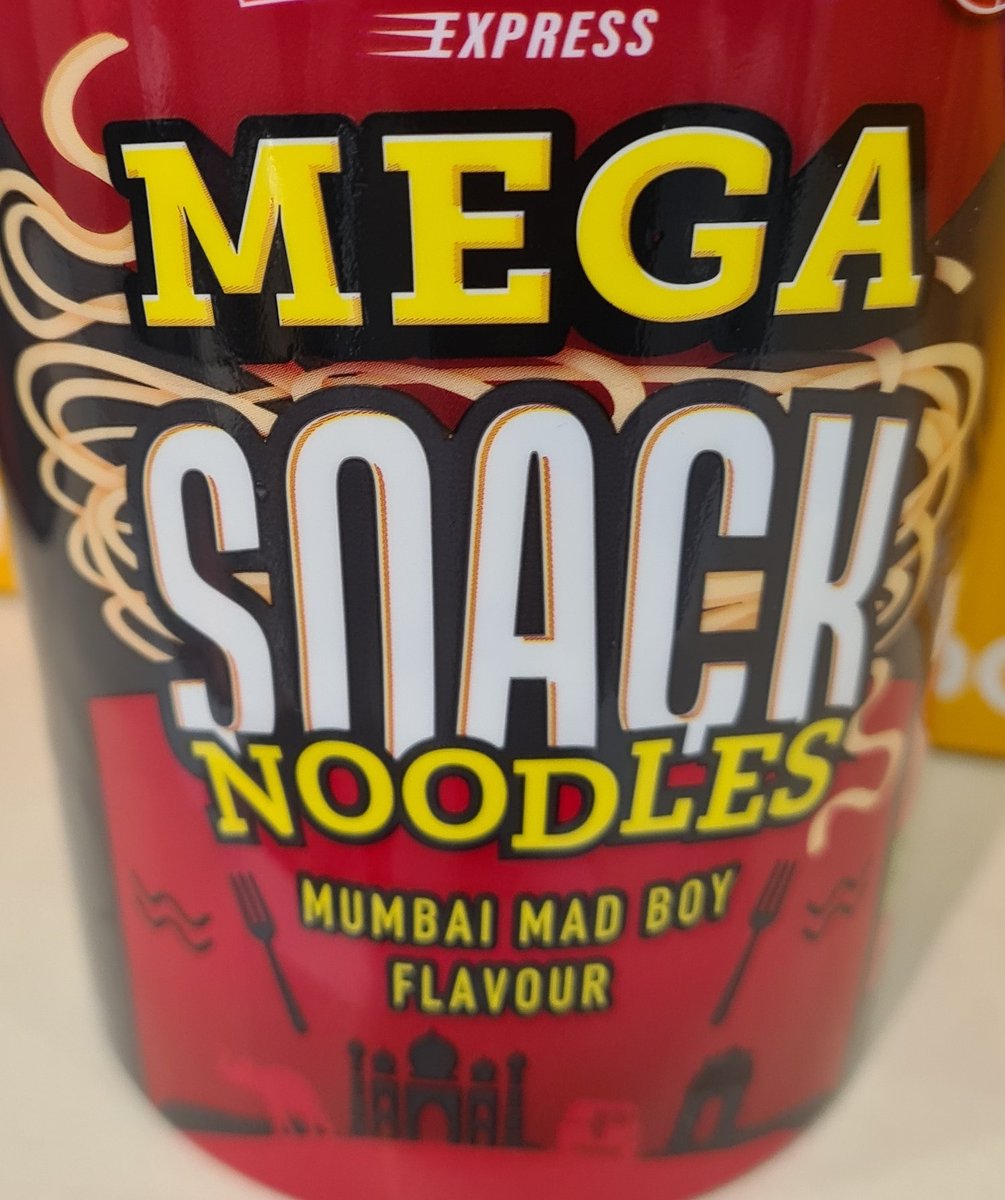 EXPRESS
MEGA
SNACK
NOODLES
MUMBAI MAD BOY
FLAVOUR